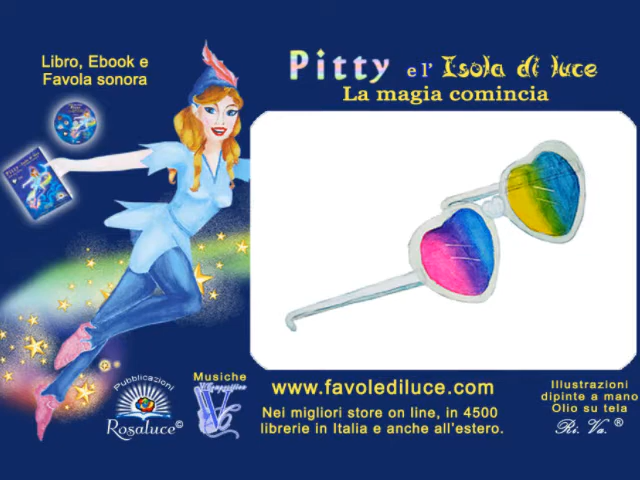 Libro, Ebook e
Favola sonora
Pitty e l' Isola di luce
La magia comincia
Pitty
Pubblicazioni
Rosaluce©
Musiche
www.favolediluce.com
Nei migliori store on line, in 4500
librerie in Italia e anche all'estero.
Illustrazioni
dipinte a mano
Olio su tela
Ri. Va.®